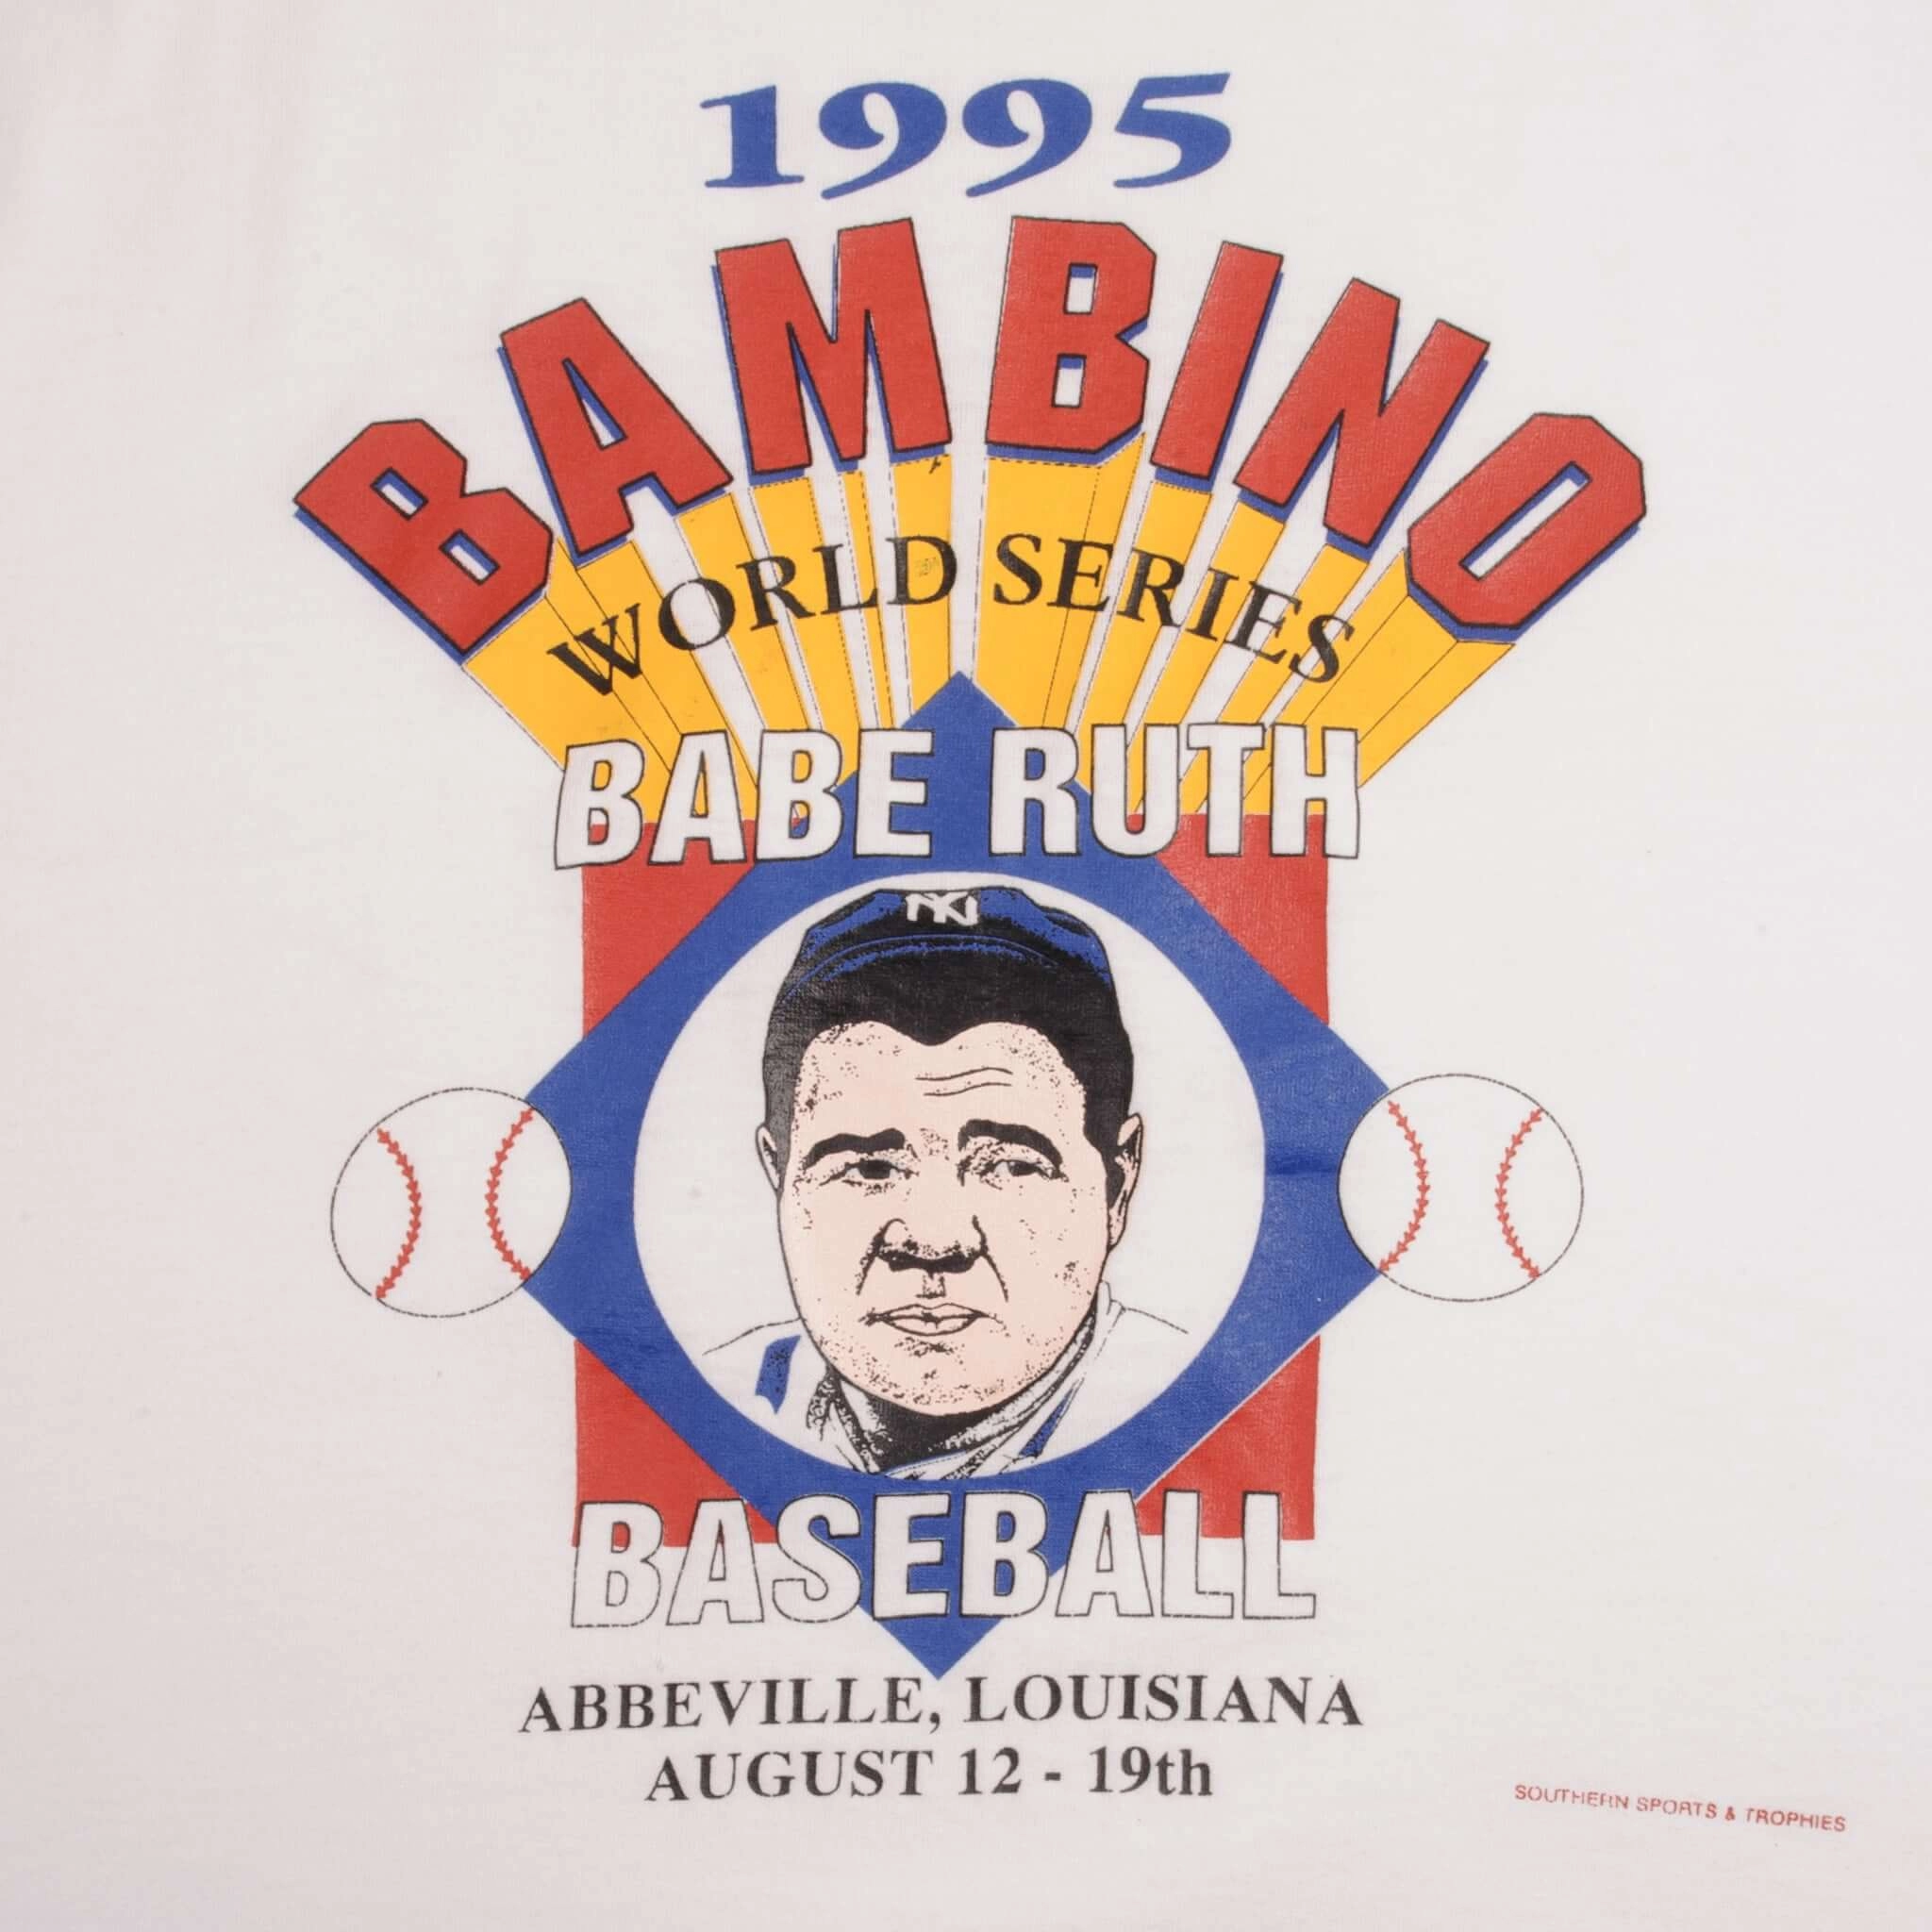 1995
BAMBINO
WORLD SERIES
BABE RUTH
NY
BASEBALL
ABBEVILLE, LOUISIANA
AUGUST 12 - 19th
SOUTHERN SPORTS & TROPHIES